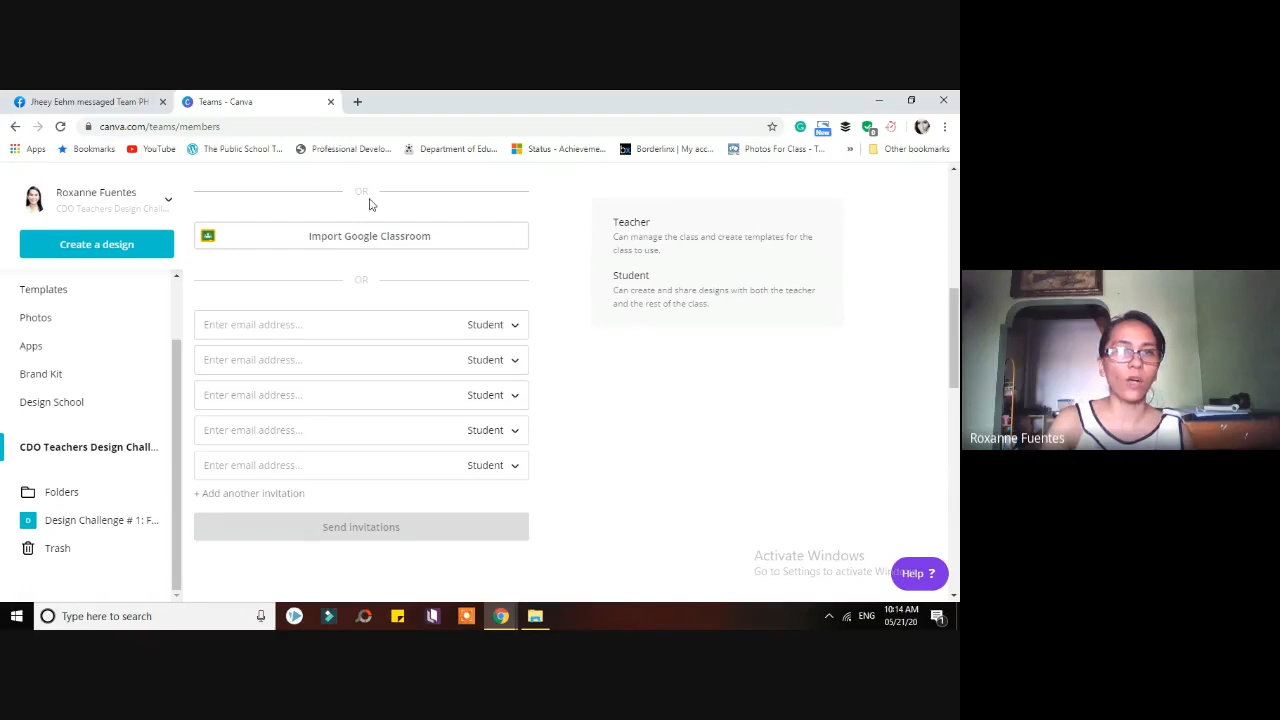 Jheey Eehm messaged Team PH
Teams - Canva
canva.com/teams/members
New
0
Apps
Bookmarks
YouTube
The Public School T...
Professional Develo...
Department of Edu...
Status - Achieveme...
Borderlinx | My acc...
Photos For Class - T...
Other bookmarks
Roxanne Fuentes
CDO Teachers Design Chall...
Create a design
Templates
Photos
Apps
Brand Kit
Design School
CDO Teachers Design Chall...
Folders
D
Design Challenge # 1: F...
Trash
OR
Import Google Classroom
OR
Enter email address... Student
Enter email address... Student
Enter email address... Student
Enter email address... Student
Enter email address... Student
+ Add another invitation
Send invitations
Teacher
Can manage the class and create templates for the
class to use.
Student
Can create and share designs with both the teacher
and the rest of the class.
Activate Windows
Go to Settings to activate
Help ?
Type here to search
ENG
10:14 AM
05/21/20
1
Roxanne Fuentes